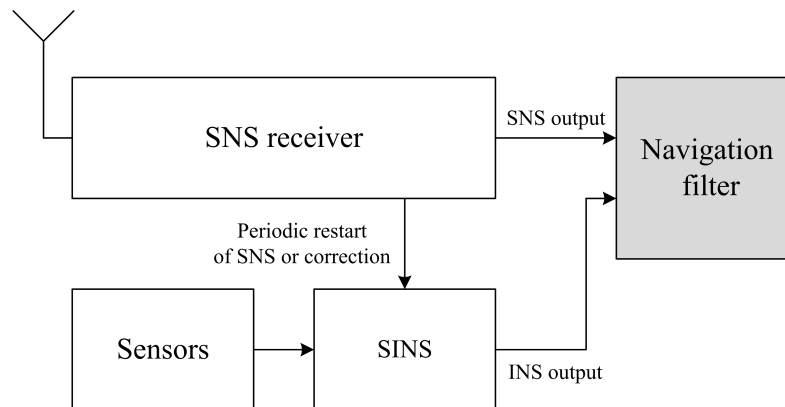 SNS receiver
SNS output
Navigation
filter
Periodic restart
of SNS or correction
Sensors
SINS
INS output